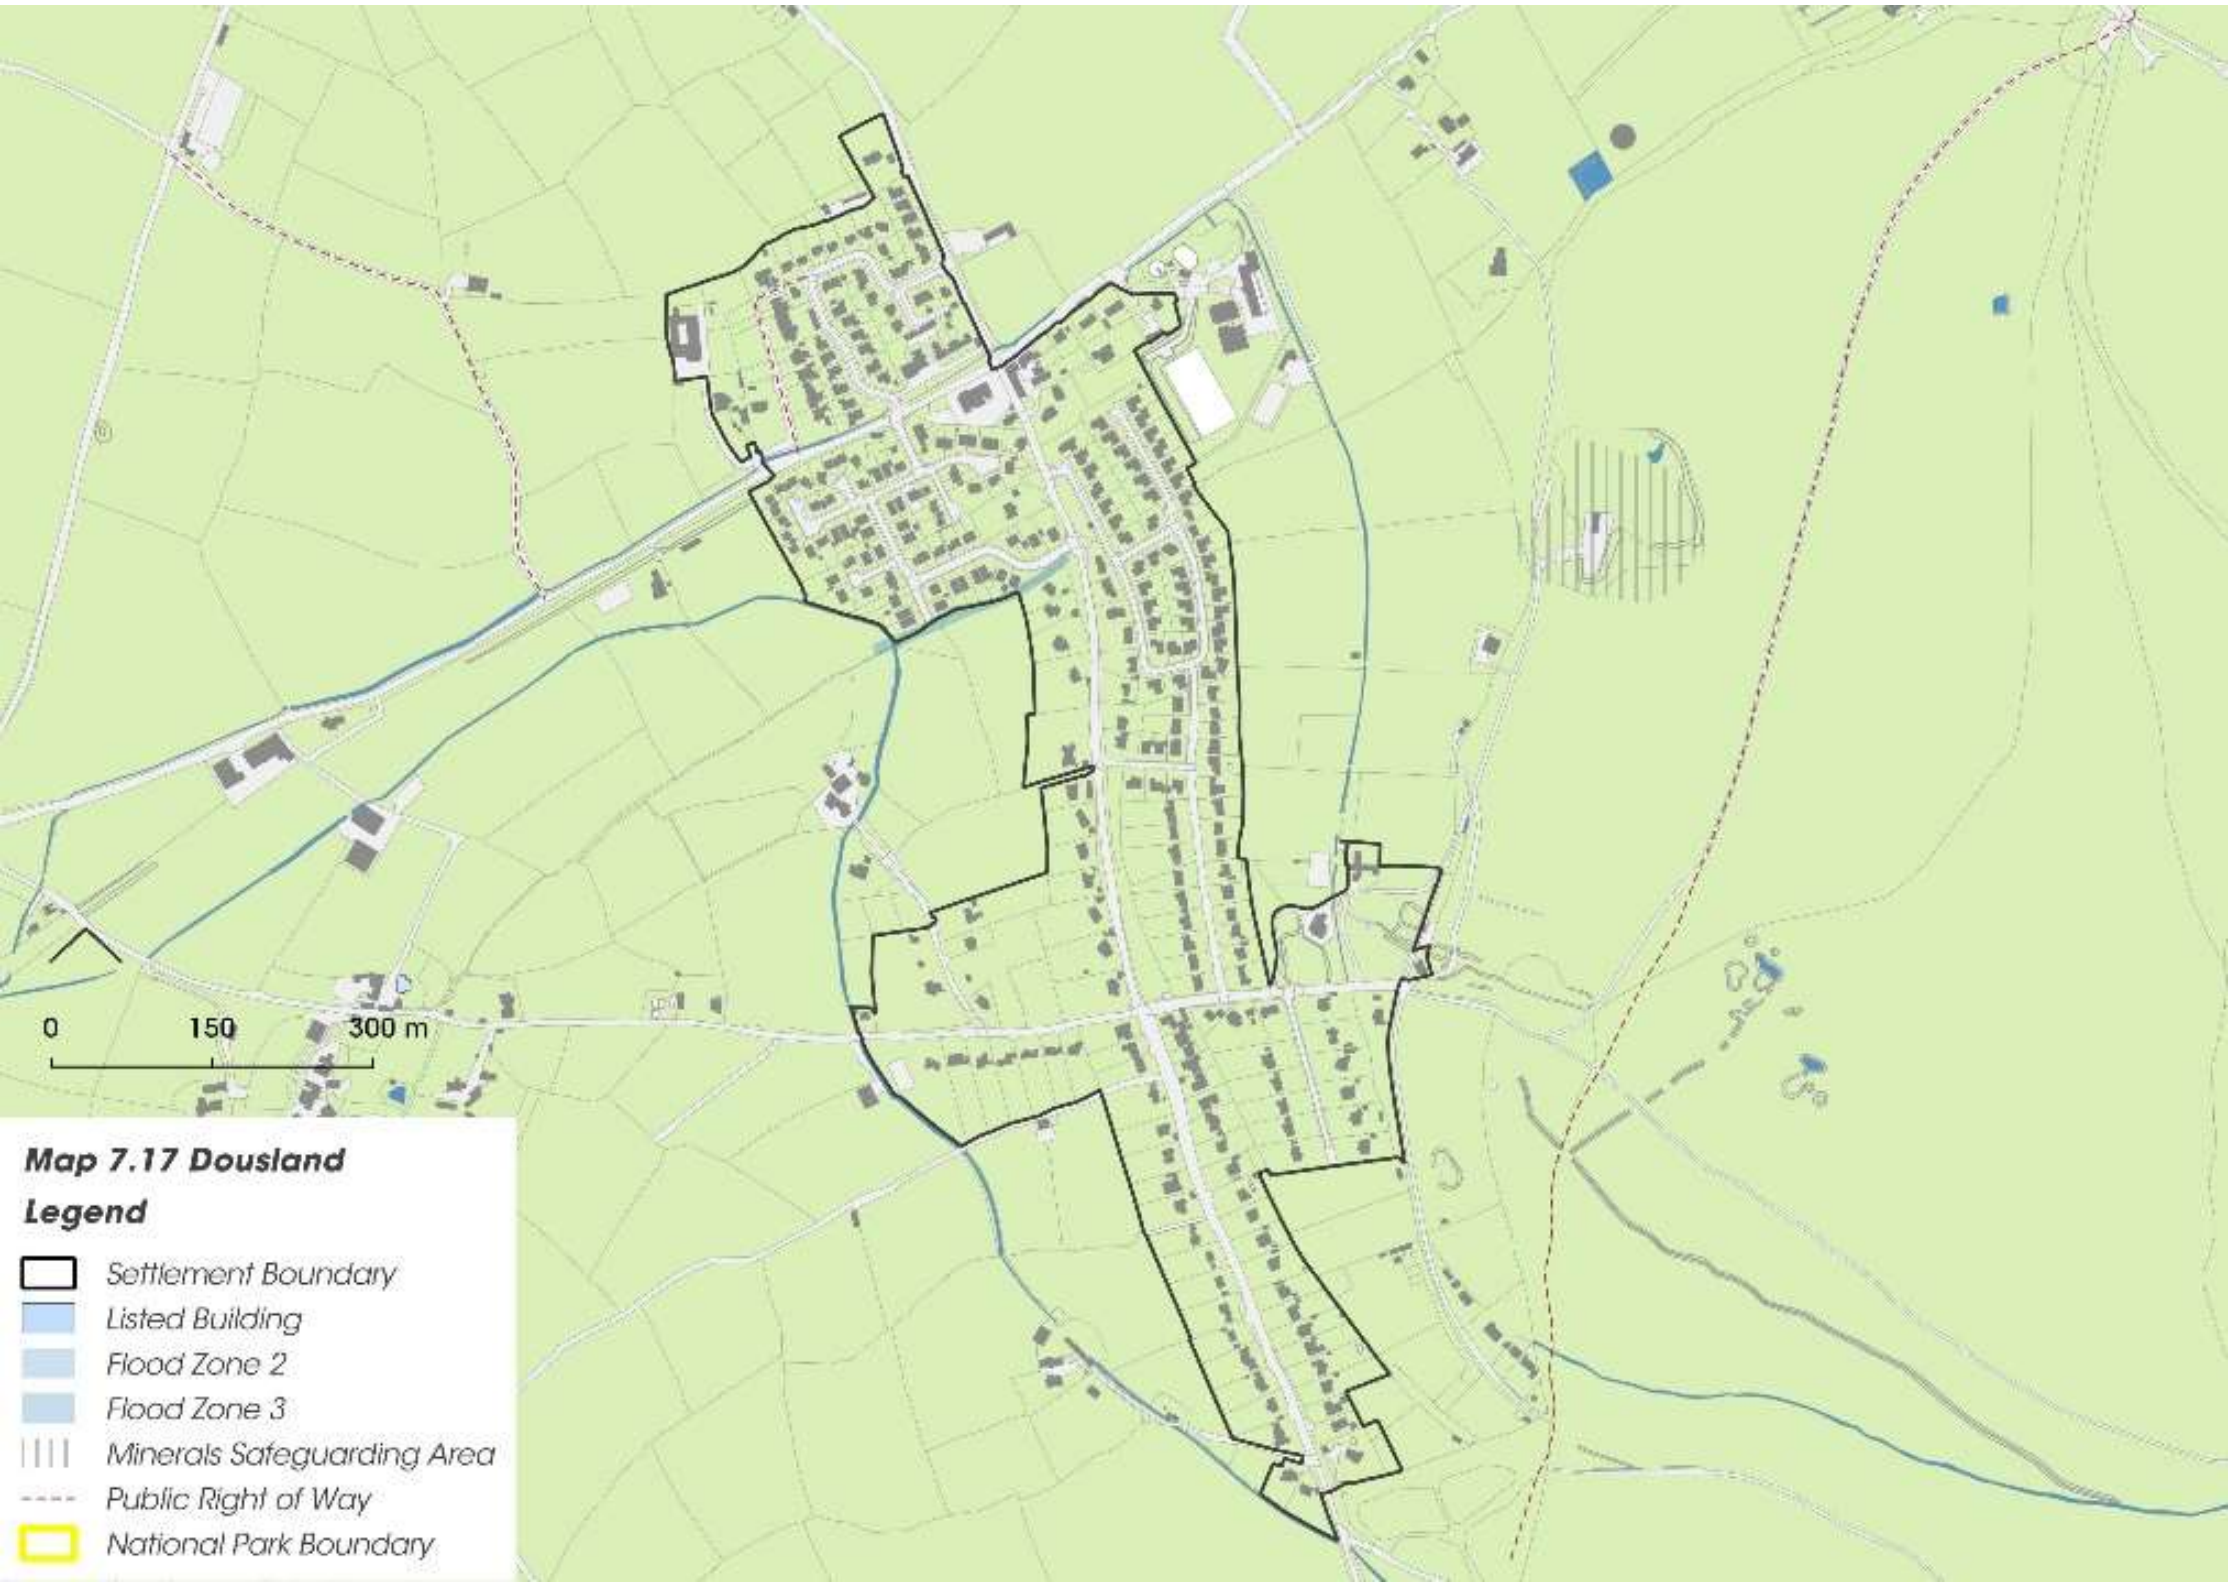 0 150 300 m
Map 7.17 Dousland
Legend
Settlement Boundary
Listed Building
Flood Zone 2
Flood Zone 3
Minerals Safeguarding Area
Public Right of Way
National Park Boundary